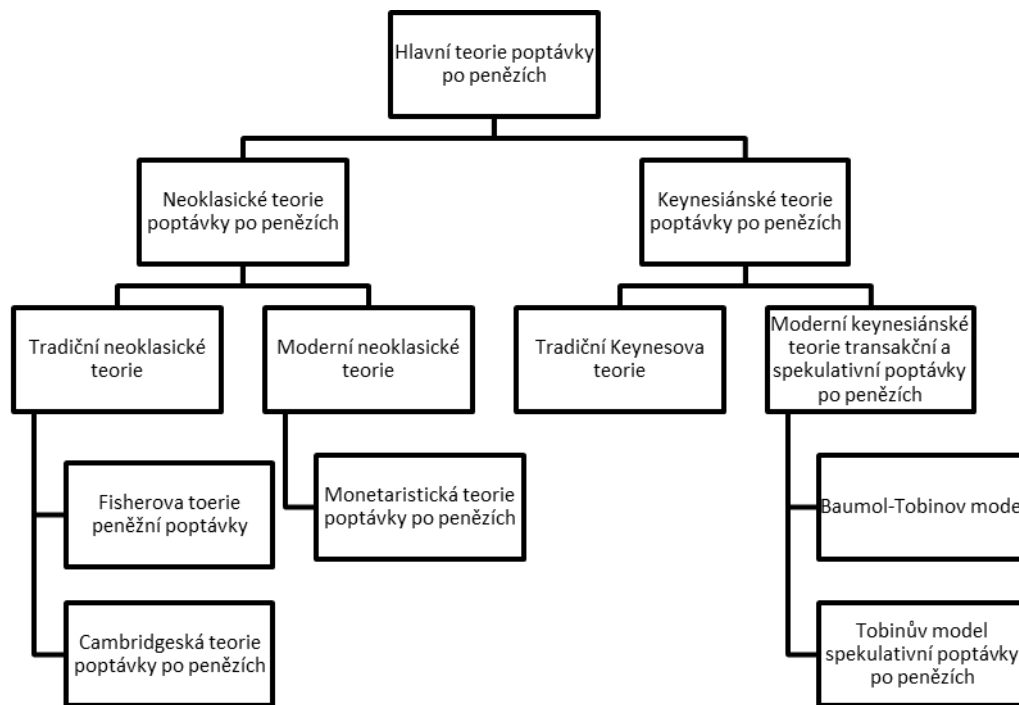 Hlavní teorie poptávky
po penězích
Neoklasické teorie
poptávky po penězích
Keynesiánské teorie
poptávky po penězích
Tradiční neoklasické
teorie
Moderní neoklasické
teorie
Tradiční Keynesova
teorie
Moderní keynesiánské
teorie transakční a
spekulativní poptávky
po penězích
Fisherova toerie
peněžní poptávky
Monetaristická teorie
poptávky po penězích
Baumol-Tobinov model
Cambridgeská teorie
poptávky po penězích
Tobinův model
spekulativní poptávky
po penězích